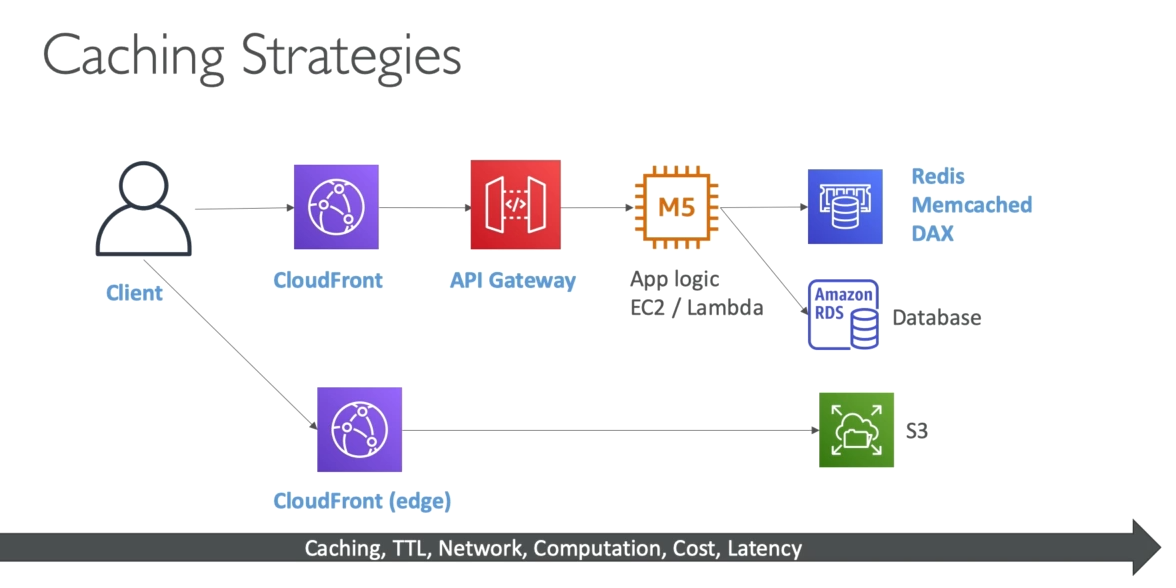 Caching Strategies
Client
CloudFront
</>
API Gateway
M5
App logic
EC2 / Lambda
Redis
Memcached
DAX
Amazon
RDS
Database
CloudFront (edge)
S3
Caching, TTL, Network, Computation, Cost, Latency